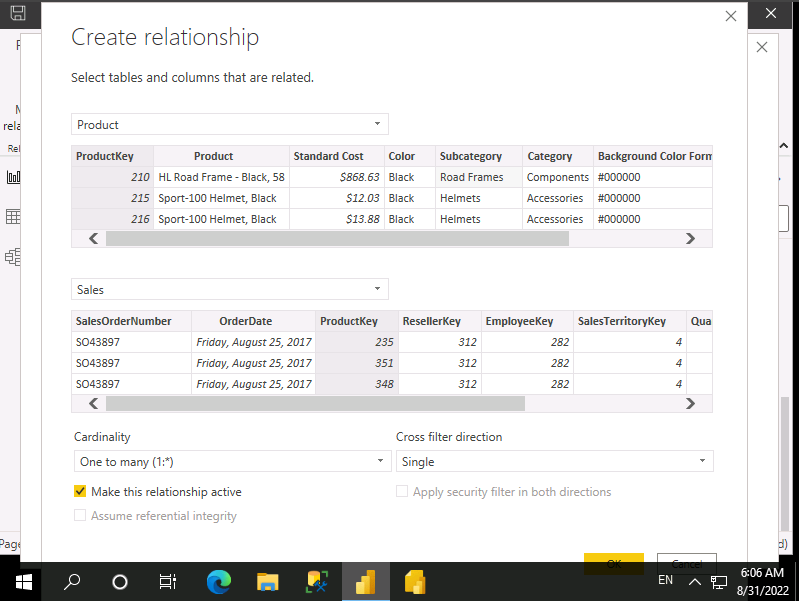 Create relationship
Select tables and columns that are related.
Product
ProductKey Product Standard Cost Color Subcategory Category Background Color Form
210 HL Road Frame - Black, 58 $868.63 Black Road Frames Components #000000
215 Sport-100 Helmet, Black $12.03 Black Helmets Accessories #000000
216 Sport-100 Helmet, Black $13.88 Black Helmets Accessories #000000
Sales
SalesOrderNumber OrderDate ProductKey ResellerKey EmployeeKey SalesTerritoryKey Qua
SO43897 Friday, August 25, 2017 235 312 282 4
SO43897 Friday, August 25, 2017 351 312 282 4
SO43897 Friday, August 25, 2017 348 312 282 4
Cardinality Cross filter direction
One to many (1:*) Single
Make this relationship active Apply security filter in both directions
Assume referential integrity
OK Cancel
rela
Rel
Page
d)
EN 6:06 AM
8/31/2022